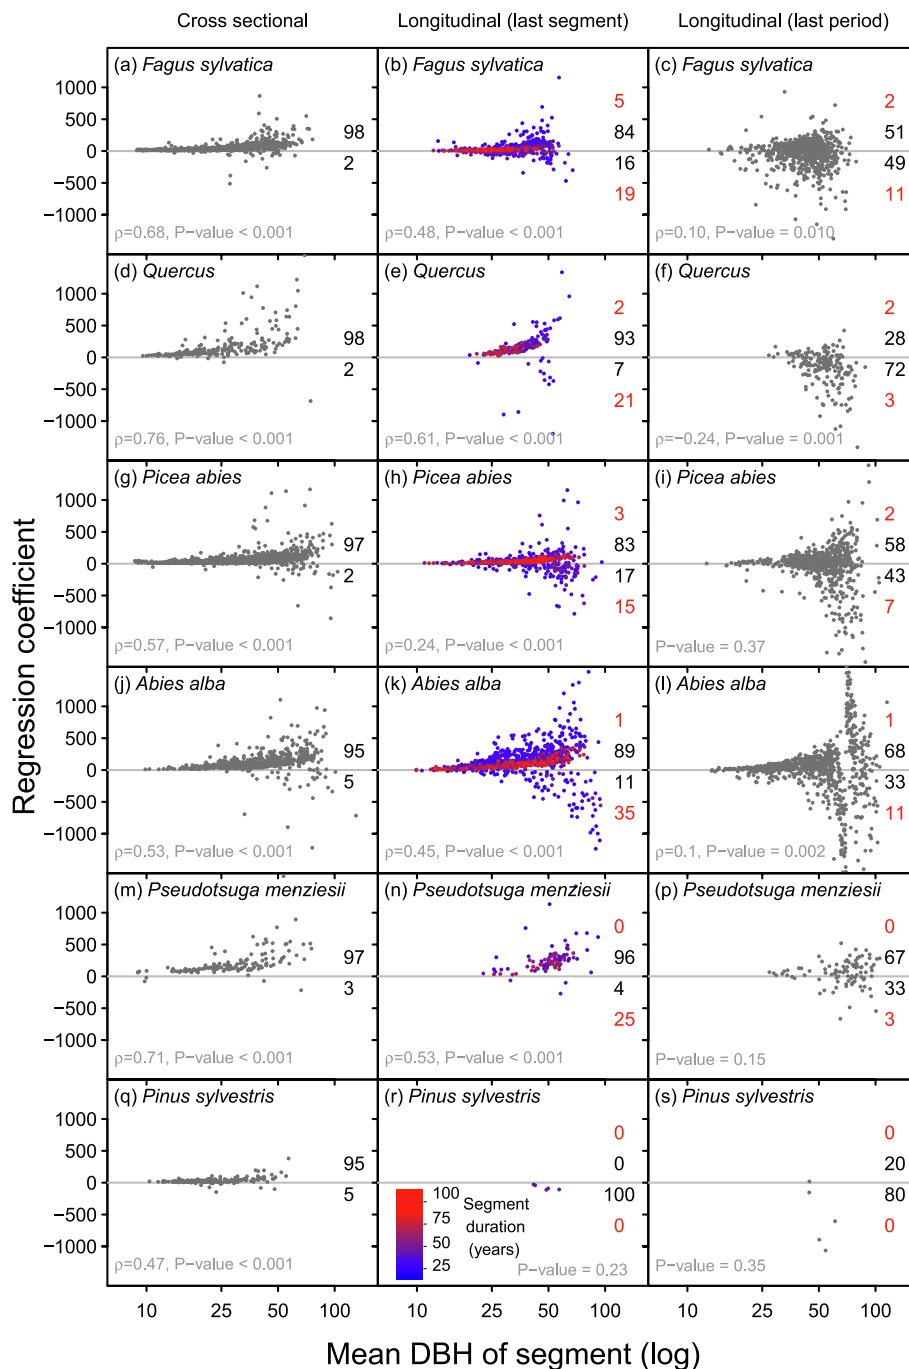 Cross sectional
Longitudinal (last segment)
Longitudinal (last period)
Regression coefficient
(a) Fagus sylvatica
1000
500
0
−500
−1000
98
2
ρ=0.68, P−value < 0.001
(b) Fagus sylvatica
5
84
16
19
ρ=0.48, P−value < 0.001
(c) Fagus sylvatica
2
51
49
11
ρ=0.10, P−value = 0.010
(d) Quercus
1000
500
0
−500
−1000
98
2
ρ=0.76, P−value < 0.001
(e) Quercus
2
93
7
21
ρ=0.61, P−value < 0.001
(f) Quercus
2
28
72
3
ρ=−0.24, P−value = 0.001
(g) Picea abies
1000
500
0
−500
−1000
97
2
ρ=0.57, P−value < 0.001
(h) Picea abies
3
83
17
15
ρ=0.24, P−value < 0.001
(i) Picea abies
2
58
43
7
P−value = 0.37
(j) Abies alba
1000
500
0
−500
−1000
95
5
ρ=0.53, P−value < 0.001
(k) Abies alba
1
89
11
35
ρ=0.45, P−value < 0.001
(l) Abies alba
1
68
33
11
ρ=0.1, P−value = 0.002
(m) Pseudotsuga menziesii
1000
500
0
−500
−1000
97
3
ρ=0.71, P−value < 0.001
(n) Pseudotsuga menziesii
0
96
4
25
ρ=0.53, P−value < 0.001
(p) Pseudotsuga menziesii
0
67
33
3
P−value = 0.15
(q) Pinus sylvestris
1000
500
0
−500
−1000
95
5
ρ=0.47, P−value < 0.001
(r) Pinus sylvestris
0
0
100
0
100
75
50
25
Segment
duration
(years)
P−value = 0.23
(s) Pinus sylvestris
0
20
80
0
P−value = 0.35
10 25 50 100
10 25 50 100
10 25 50 100
Mean DBH of segment (log)